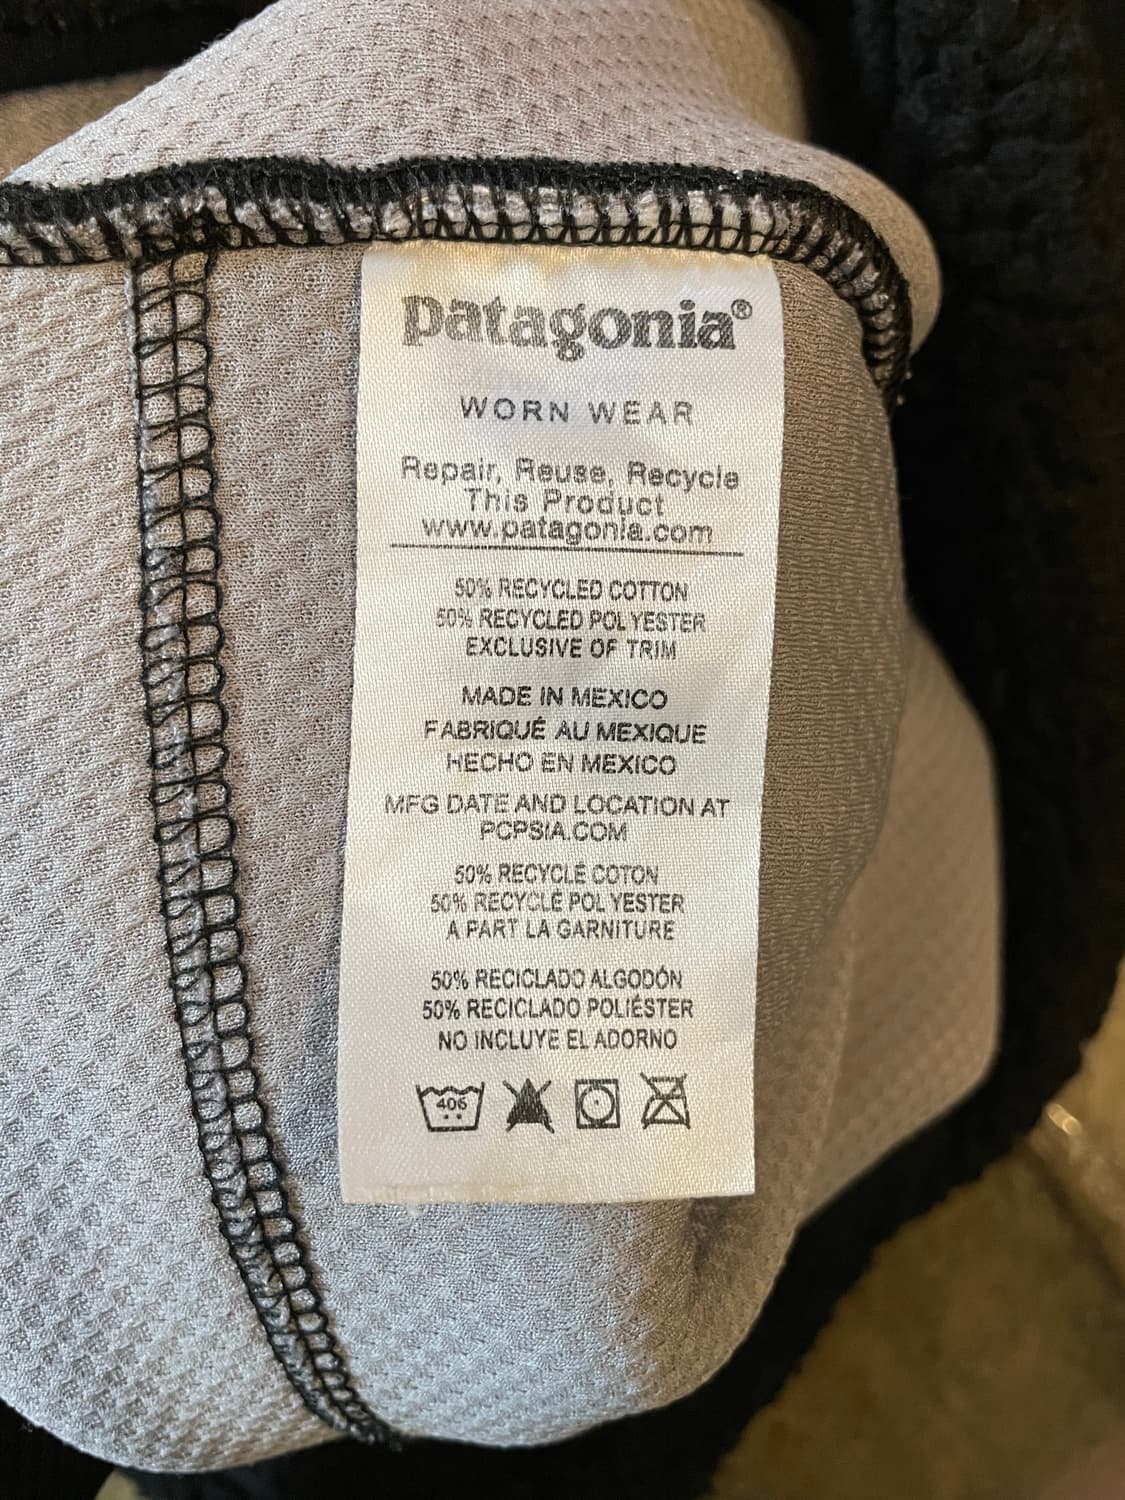 patagonia®
WORN WEAR
Repair, Reuse, Recycle
This Product
www.patagonia.com
50% RECYCLED COTTON
50% RECYCLED POLYESTER
EXCLUSIVE OF TRIM
MADE IN MEXICO
FABRIQUÉ AU MEXIQUE
HECHO EN MEXICO
MFG DATE AND LOCATION AT
PCPSIA.COM
50% RECYCLÉ COTON
50% RECYCLÉ POLYESTER
A PART LA GARNITURE
50% RECICLADO ALGODÓN
50% RECICLADO POLIÉSTER
NO INCLUYE EL ADORNO
406